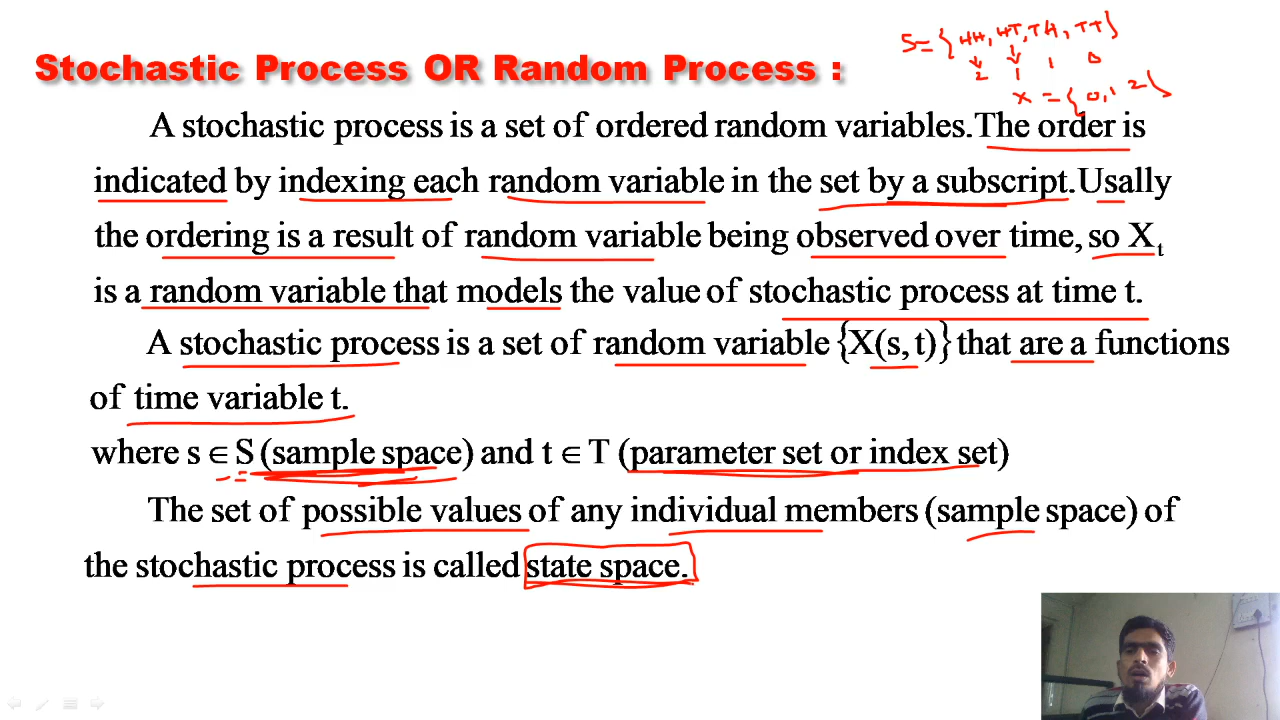 S = {HH, HT, TH, TT}
2 1 1 0
X = {0, 1 2}
Stochastic Process OR Random Process :
A stochastic process is a set of ordered random variables.The order is
indicated by indexing each random variable in the set by a subscript.Usally
the ordering is a result of random variable being observed over time, so Xt
is a random variable that models the value of stochastic process at time t.
A stochastic process is a set of random variable {X(s, t)} that are a functions
of time variable t.
where s ∈ S (sample space) and t ∈ T (parameter set or index set)
The set of possible values of any individual members (sample space) of
the stochastic process is called state space.